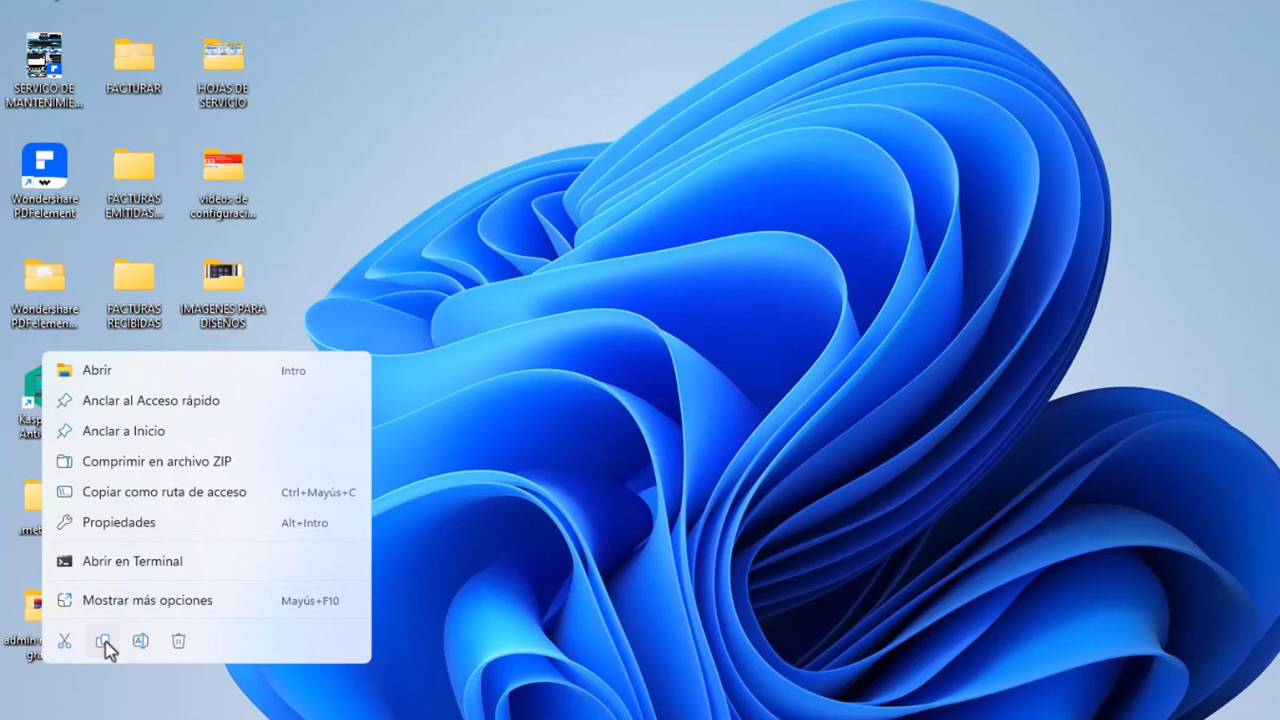 SERVICO DE
MANTENIMIE...
FACTURAR
HOJAS DE
SERVICIO
Wondershare
PDFelement
FACTURAS
EMITIDAS...
videos de
configuraci...
Wondershare
PDFelemen...
FACTURAS
RECIBIDAS
IMAGENES PARA
DISEÑOS
Abrir Intro
Anclar al Acceso rápido
Anclar a Inicio
Comprimir en archivo ZIP
Copiar como ruta de acceso Ctrl+Mayús+C
Propiedades Alt+Intro
Abrir en Terminal
Mostrar más opciones Mayús+F10